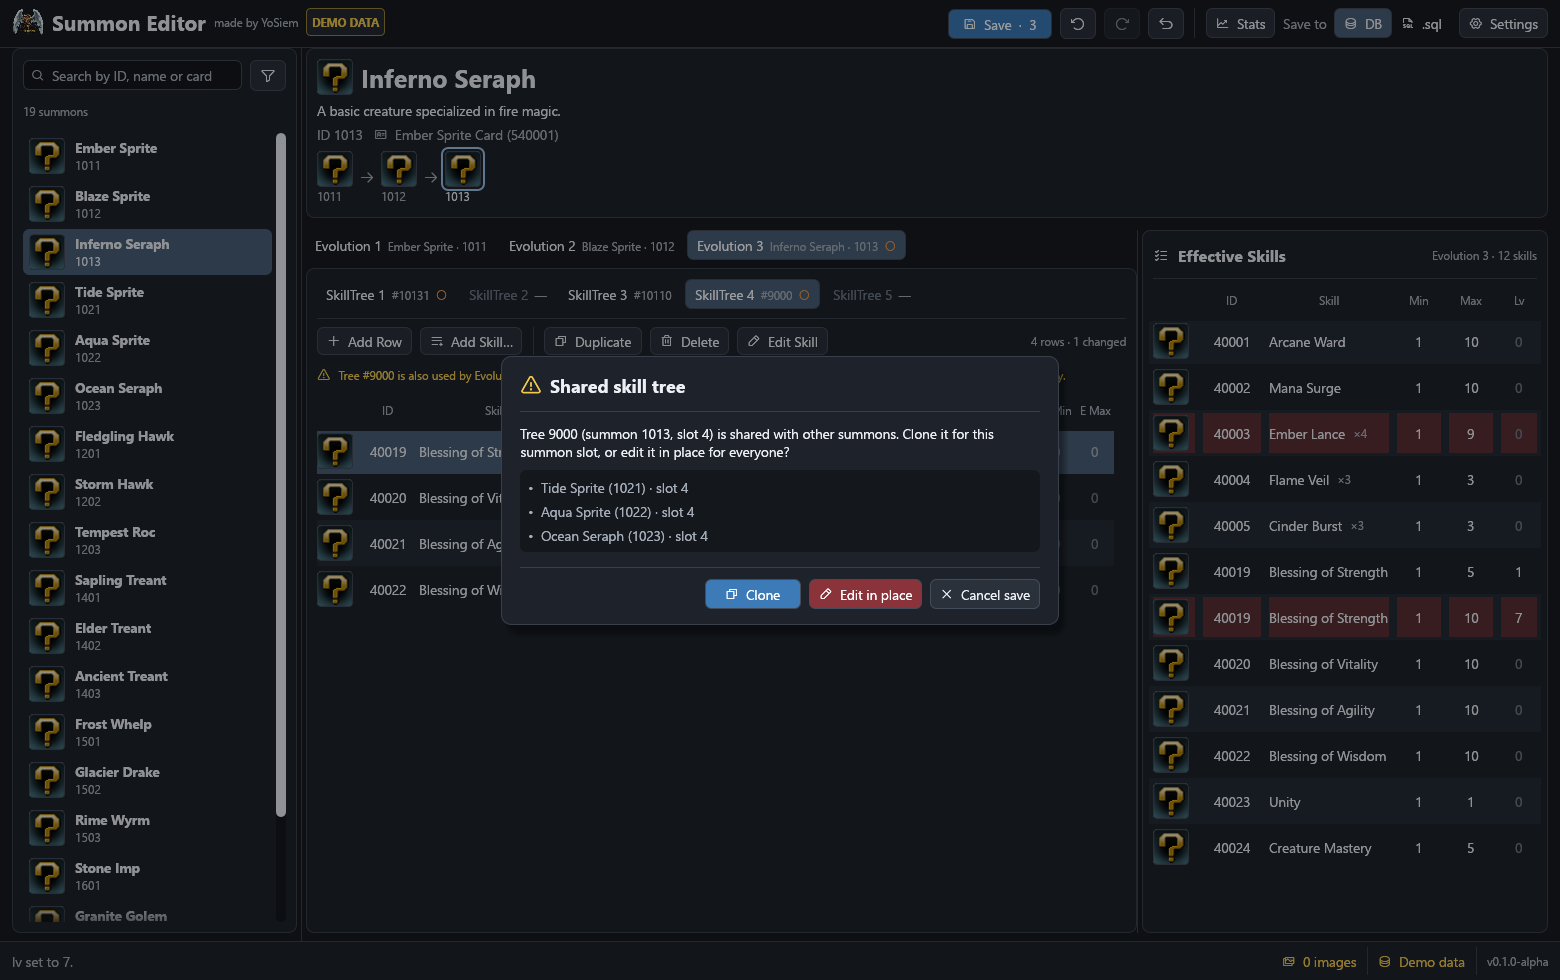 Summon Editor made by YoSiem DEMO DATA
Save · 3
Stats
Save to
DB
.sql
Settings
Search by ID, name or card
19 summons
Ember Sprite
1011
Blaze Sprite
1012
Inferno Seraph
1013
Tide Sprite
1021
Aqua Sprite
1022
Ocean Seraph
1023
Fledgling Hawk
1201
Storm Hawk
1202
Tempest Roc
1203
Sapling Treant
1401
Elder Treant
1402
Ancient Treant
1403
Frost Whelp
1501
Glacier Drake
1502
Rime Wyrm
1503
Stone Imp
1601
Granite Golem
Inferno Seraph
A basic creature specialized in fire magic.
ID 1013 Ember Sprite Card (540001)
1011 1012 1013
Evolution 1 Ember Sprite · 1011
Evolution 2 Blaze Sprite · 1012
Evolution 3 Inferno Seraph · 1013
SkillTree 1 #10131
SkillTree 2 —
SkillTree 3 #10110
SkillTree 4 #9000
SkillTree 5 —
Add Row
Add Skill...
Duplicate
Delete
Edit Skill
4 rows · 1 changed
Tree #9000 is also used by Evolu
ID
E Max
40019 Blessing of 0
40020 Blessing of 0
40021 Blessing of 0
40022 Blessing of 0
Shared skill tree
Tree 9000 (summon 1013, slot 4) is shared with other summons. Clone it for this
summon slot, or edit it in place for everyone?
• Tide Sprite (1021) · slot 4
• Aqua Sprite (1022) · slot 4
• Ocean Seraph (1023) · slot 4
Clone
Edit in place
Cancel save
Effective Skills
Evolution 3 · 12 skills
ID Skill Min Max Lv
40001 Arcane Ward 1 10 0
40002 Mana Surge 1 10 0
40003 Ember Lance ×4 1 9 0
40004 Flame Veil ×3 1 3 0
40005 Cinder Burst ×3 1 3 0
40019 Blessing of Strength 1 5 1
40019 Blessing of Strength 1 10 7
40020 Blessing of Vitality 1 10 0
40021 Blessing of Agility 1 10 0
40022 Blessing of Wisdom 1 10 0
40023 Unity 1 1 0
40024 Creature Mastery 1 5 0
lv set to 7.
0 images
Demo data
v0.1.0-alpha